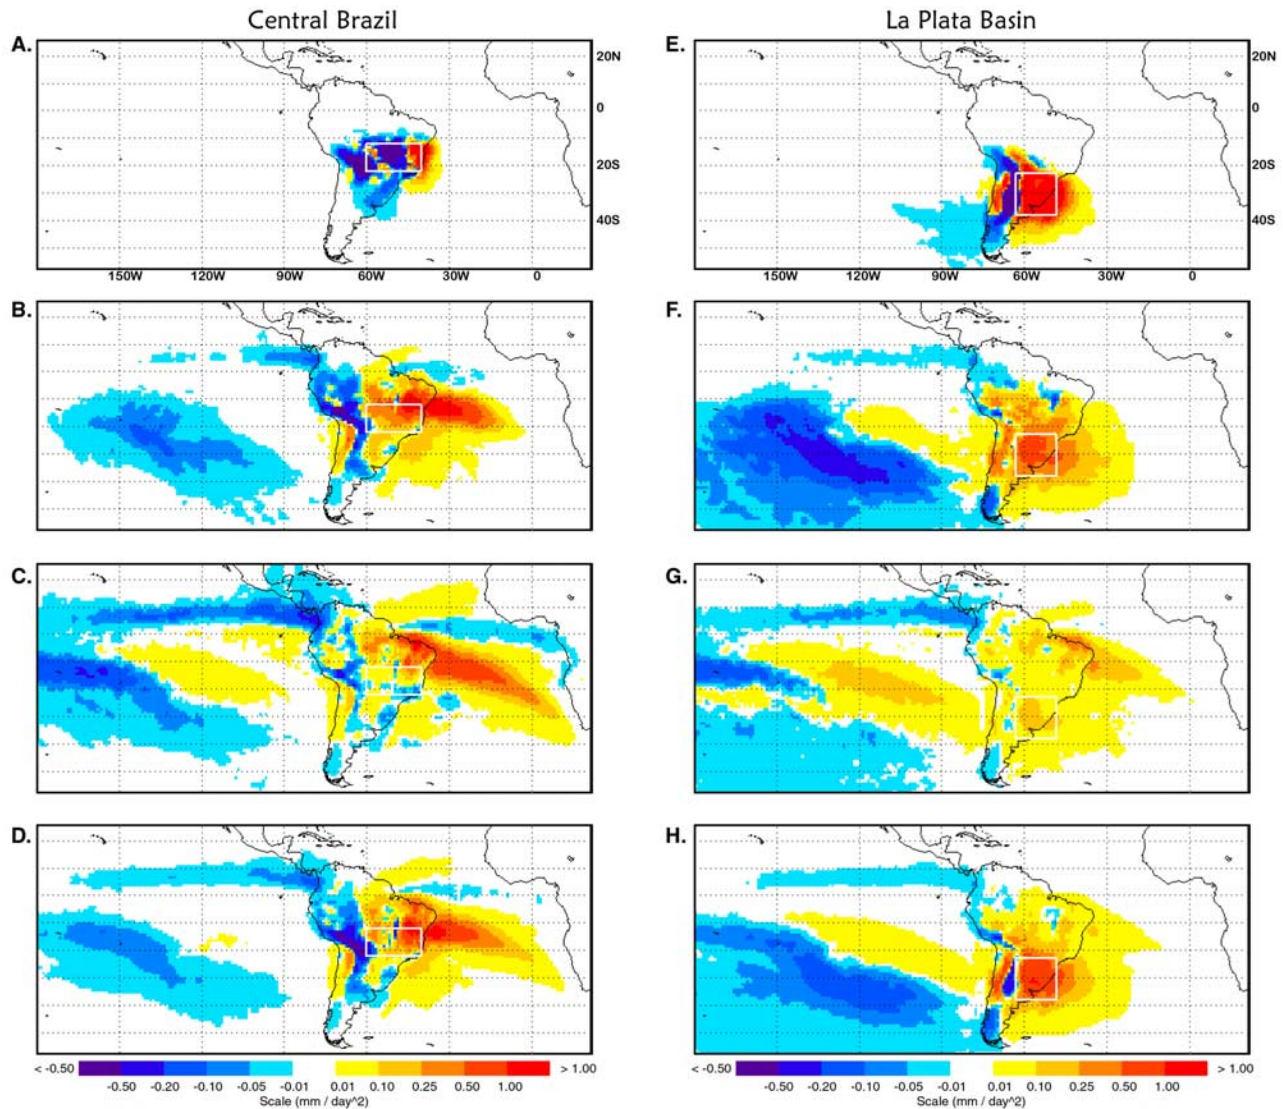 Central Brazil
La Plata Basin
A.
E.
20N
0
20S
40S
150W 120W 90W 60W 30W 0
20N
0
20S
40S
150W 120W 90W 60W 30W 0
B.
F.
C.
G.
D.
H.
< -0.50
> 1.00
-0.50 -0.20 -0.10 -0.05 -0.01 0.01 0.10 0.25 0.50 1.00
Scale (mm / day^2)
< -0.50
> 1.00
-0.50 -0.20 -0.10 -0.05 -0.01 0.01 0.10 0.25 0.50 1.00
Scale (mm / day^2)